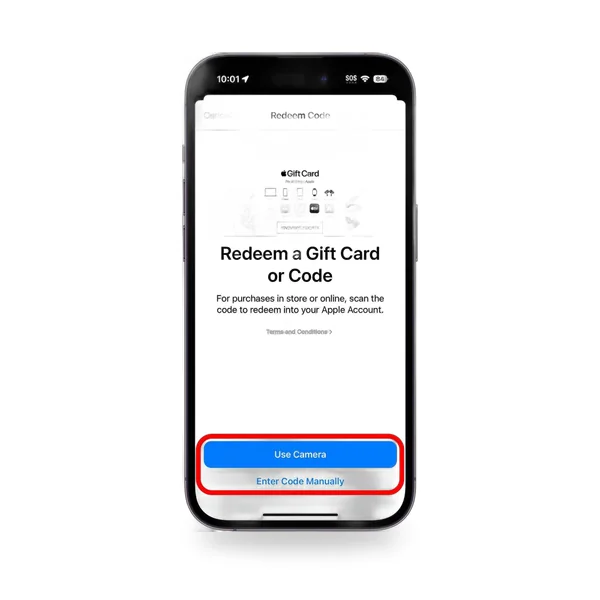 10:01
SOS
84
Redeem Code
Gift Card
Redeem a Gift Card
or Code
For purchases in store or online, scan the
code to redeem into your Apple Account.
Terms and Conditions >
Use Camera
Enter Code Manually